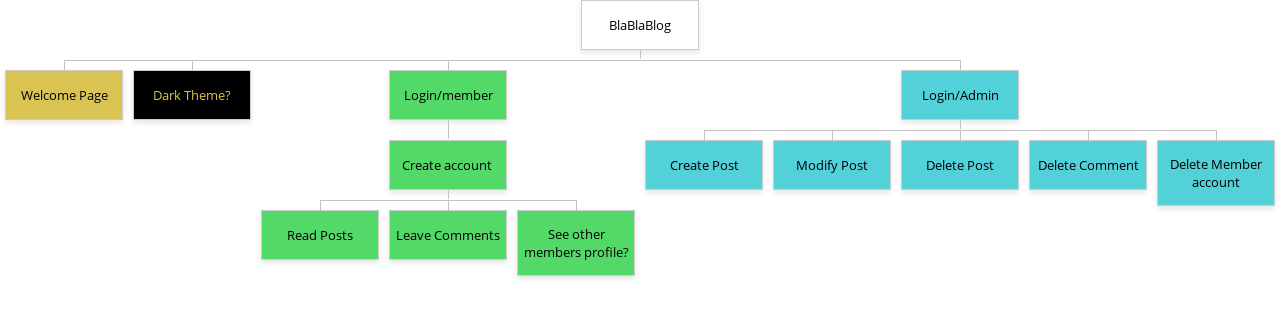 BlaBlaBlog
Welcome Page
Dark Theme?
Login/member
Login/Admin
Create account
Create Post
Modify Post
Delete Post
Delete Comment
Delete Member
account
Read Posts
Leave Comments
See other
members profile?